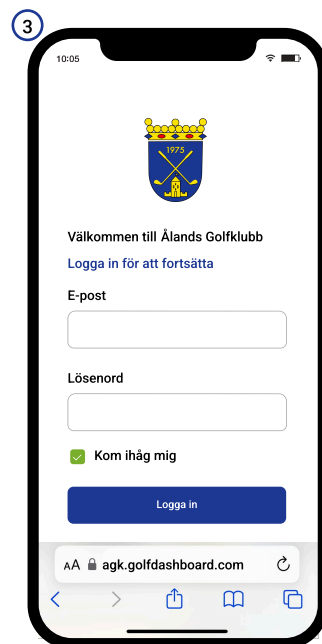 3
10:05
1975
Välkommen till Ålands Golfklubb
Logga in för att fortsätta
E-post
Lösenord
Kom ihåg mig
Logga in
AA agk.golfdashboard.com